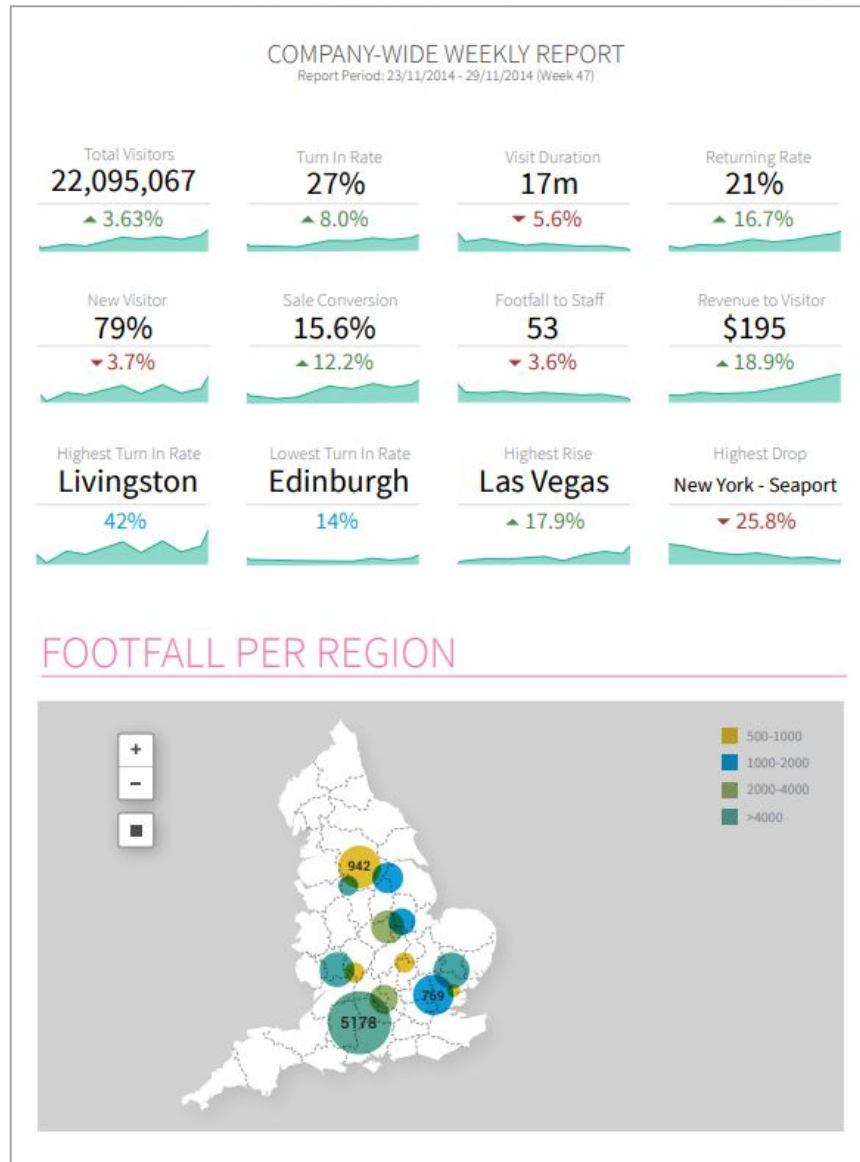 COMPANY-WIDE WEEKLY REPORT
Report Period: 23/11/2014 - 29/11/2014 (Week 47)
Total Visitors
22,095,067
3.63%
Turn In Rate
27%
8.0%
Visit Duration
17m
5.6%
Returning Rate
21%
16.7%
New Visitor
79%
3.7%
Sale Conversion
15.6%
12.2%
Footfall to Staff
53
3.6%
Revenue to Visitor
$195
18.9%
Highest Turn In Rate
Livingston
42%
Lowest Turn In Rate
Edinburgh
14%
Highest Rise
Las Vegas
17.9%
Highest Drop
New York - Seaport
25.8%
FOOTFALL PER REGION
+
−
500-1000
1000-2000
2000-4000
>4000
942
769
5178